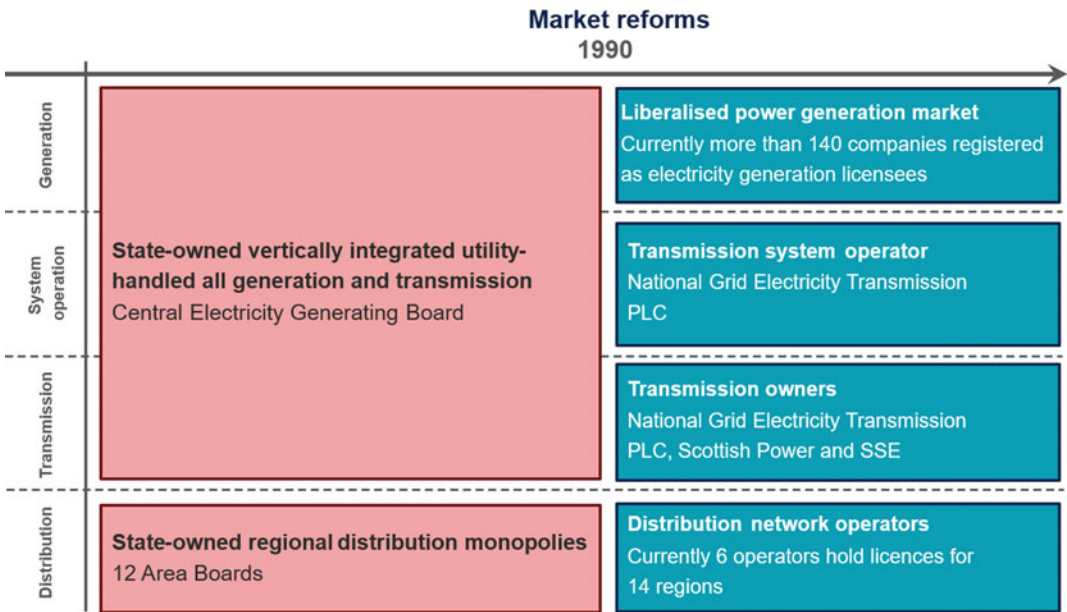 Market reforms
1990
Generation
System
operation
Transmission
Distribution
State-owned vertically integrated utility-
handled all generation and transmission
Central Electricity Generating Board
State-owned regional distribution monopolies
12 Area Boards
Liberalised power generation market
Currently more than 140 companies registered
as electricity generation licensees
Transmission system operator
National Grid Electricity Transmission
PLC
Transmission owners
National Grid Electricity Transmission
PLC, Scottish Power and SSE
Distribution network operators
Currently 6 operators hold licences for
14 regions